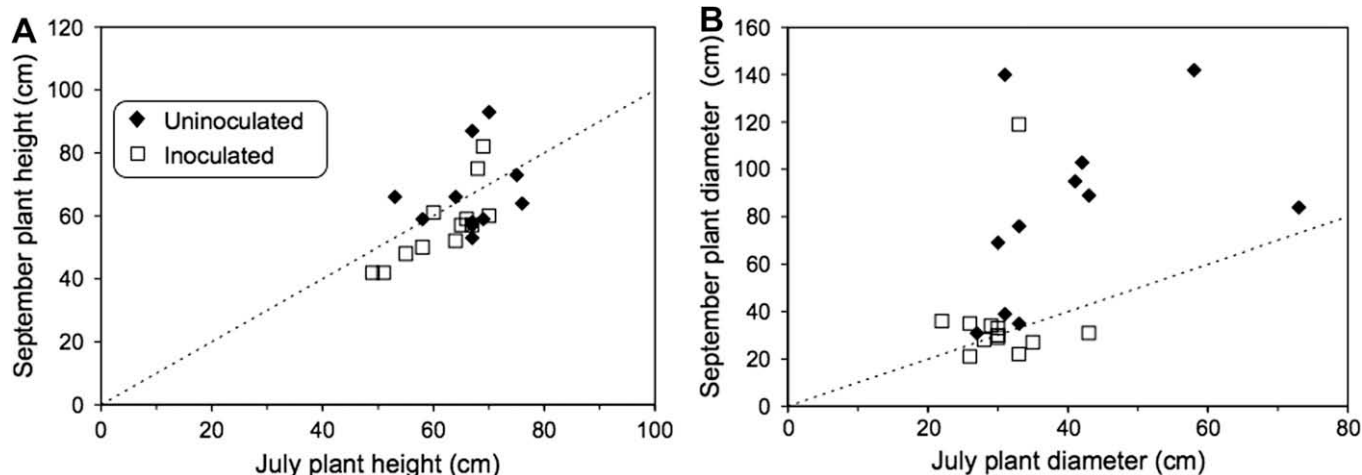 A
September plant height (cm)
120
100
80
60
40
20
0
Uninoculated
Inoculated
0 20 40 60 80 100
July plant height (cm)
B
September plant diameter (cm)
160
140
120
100
80
60
40
20
0
0 20 40 60 80
July plant diameter (cm)